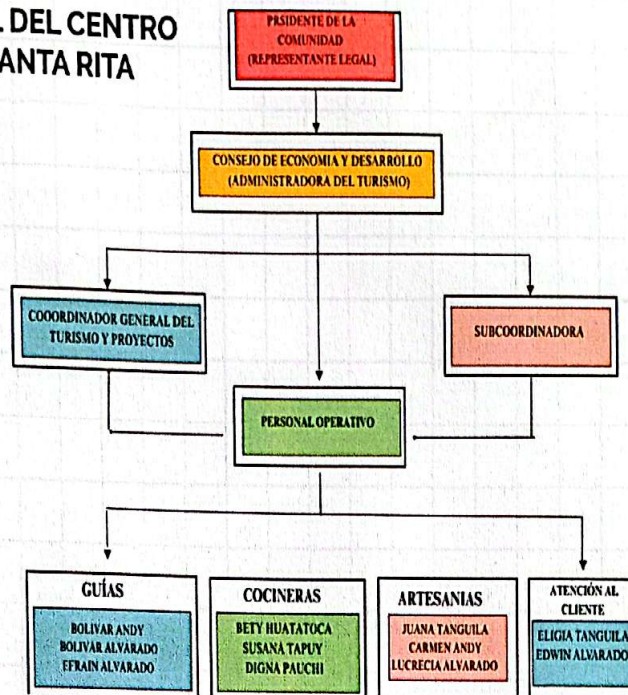 L DEL CENTRO
ANTA RITA
PRSIDENTE DE LA
COMUNIDAD
(REPRESENTANTE LEGAL)
CONSEJO DE ECONOMIA Y DESARROLLO
(ADMINISTRADORA DEL TURISMO)
COOORDINADOR GENERAL DEL
TURISMO Y PROYECTOS
SUBCOORDINADORA
PERSONAL OPERATIVO
GUÍAS
BOLIVAR ANDY
BOLIVAR ALVARADO
EFRAIN ALVARADO
COCINERAS
BETY HUATATOCA
SUSANA TAPUY
DIGNA PAUCHI
ARTESANIAS
JUANA TANGUILA
CARMEN ANDY
LUCRECIA ALVARADO
ATENCIÓN AL
CLIENTE
ELIGIA TANGUILA
EDWIN ALVARADO